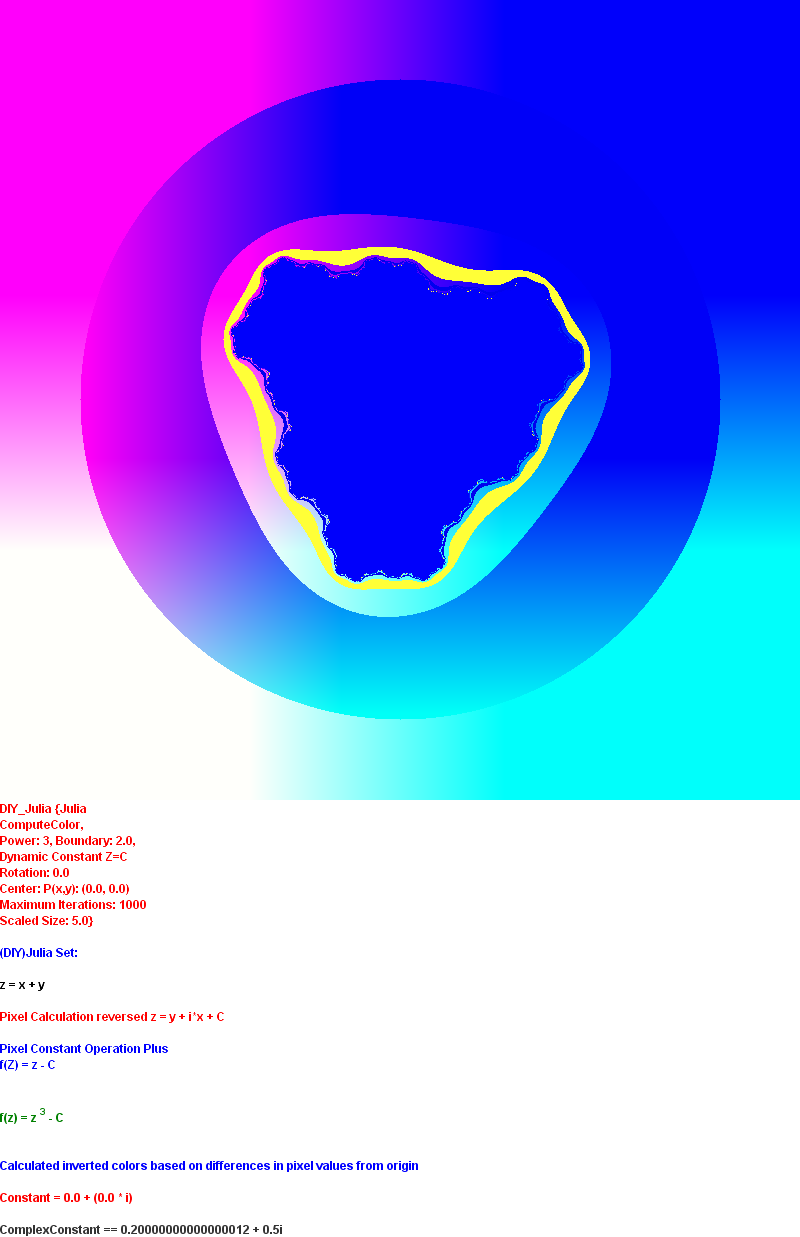 DIY_Julia {Julia
ComputeColor,
Power: 3, Boundary: 2.0,
Dynamic Constant Z=C
Rotation: 0.0
Center: P(x,y): (0.0, 0.0)
Maximum Iterations: 1000
Scaled Size: 5.0}
(DIY)Julia Set:
z = x + y
Pixel Calculation reversed z = y + i*x + C
Pixel Constant Operation Plus
f(Z) = z - C
f(z) = z ³ - C
Calculated inverted colors based on differences in pixel values from origin
Constant = 0.0 + (0.0 * i)
ComplexConstant == 0.20000000000000012 + 0.5i